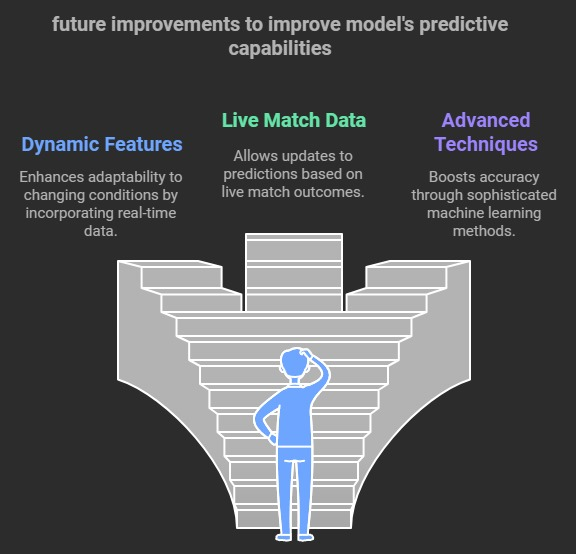 future improvements to improve model's predictive
capabilities
Dynamic Features
Enhances adaptability to
changing conditions by
incorporating real-time
data.
Live Match Data
Allows updates to
predictions based on
live match outcomes.
Advanced
Techniques
Boosts accuracy
through sophisticated
machine learning
methods.